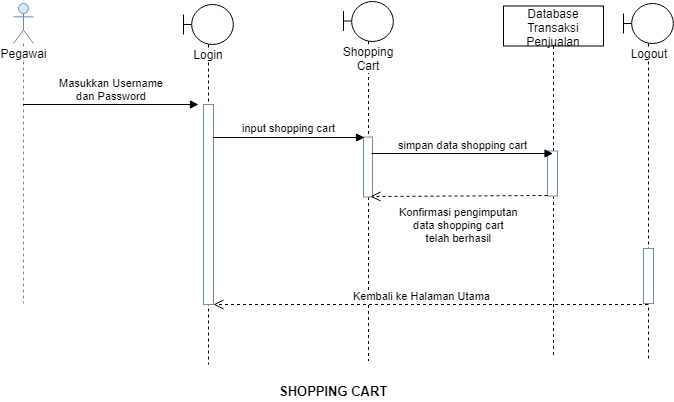 Pegawai
Login
Shopping
Cart
Database
Transaksi
Penjualan
Logout
Masukkan Username
dan Password
input shopping cart
simpan data shopping cart
Konfirmasi pengimputan
data shopping cart
telah berhasil
Kembali ke Halaman Utama
SHOPPING CART